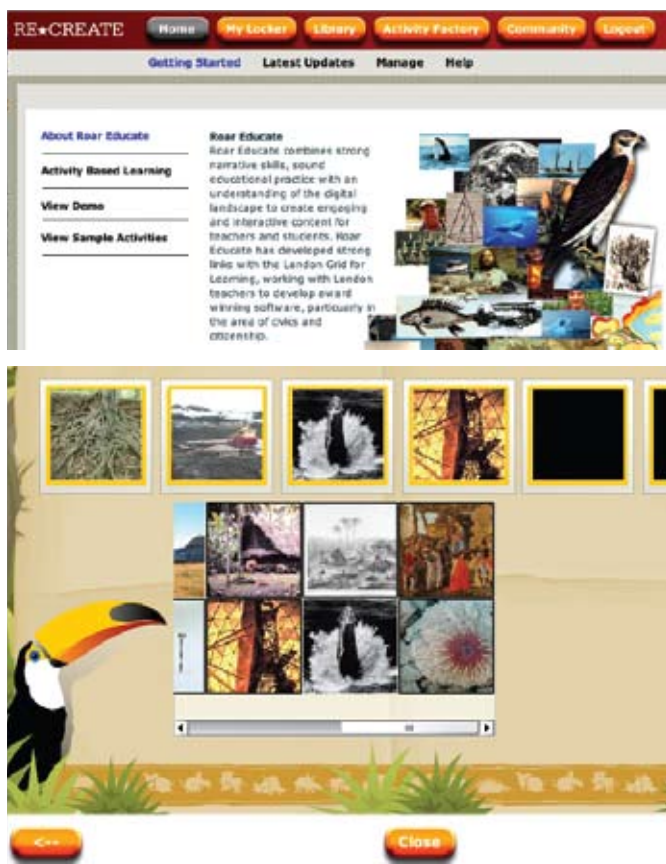 RE★CREATE Home My Locker Library Activity Factory Community Logout
Getting Started Latest Updates Manage Help
About Roar Educate
Activity Based Learning
View Demo
View Sample Activities
Roar Educate
Roar Educate combines strong
narrative skills, sound
educational practice with an
understanding of the digital
landscape to create engaging
and interactive content for
teachers and students. Roar
Educate has developed strong
links with the London Grid for
Learning, working with London
teachers to develop award
winning software, particularly in
the area of civics and
citizenship.
<--
Close